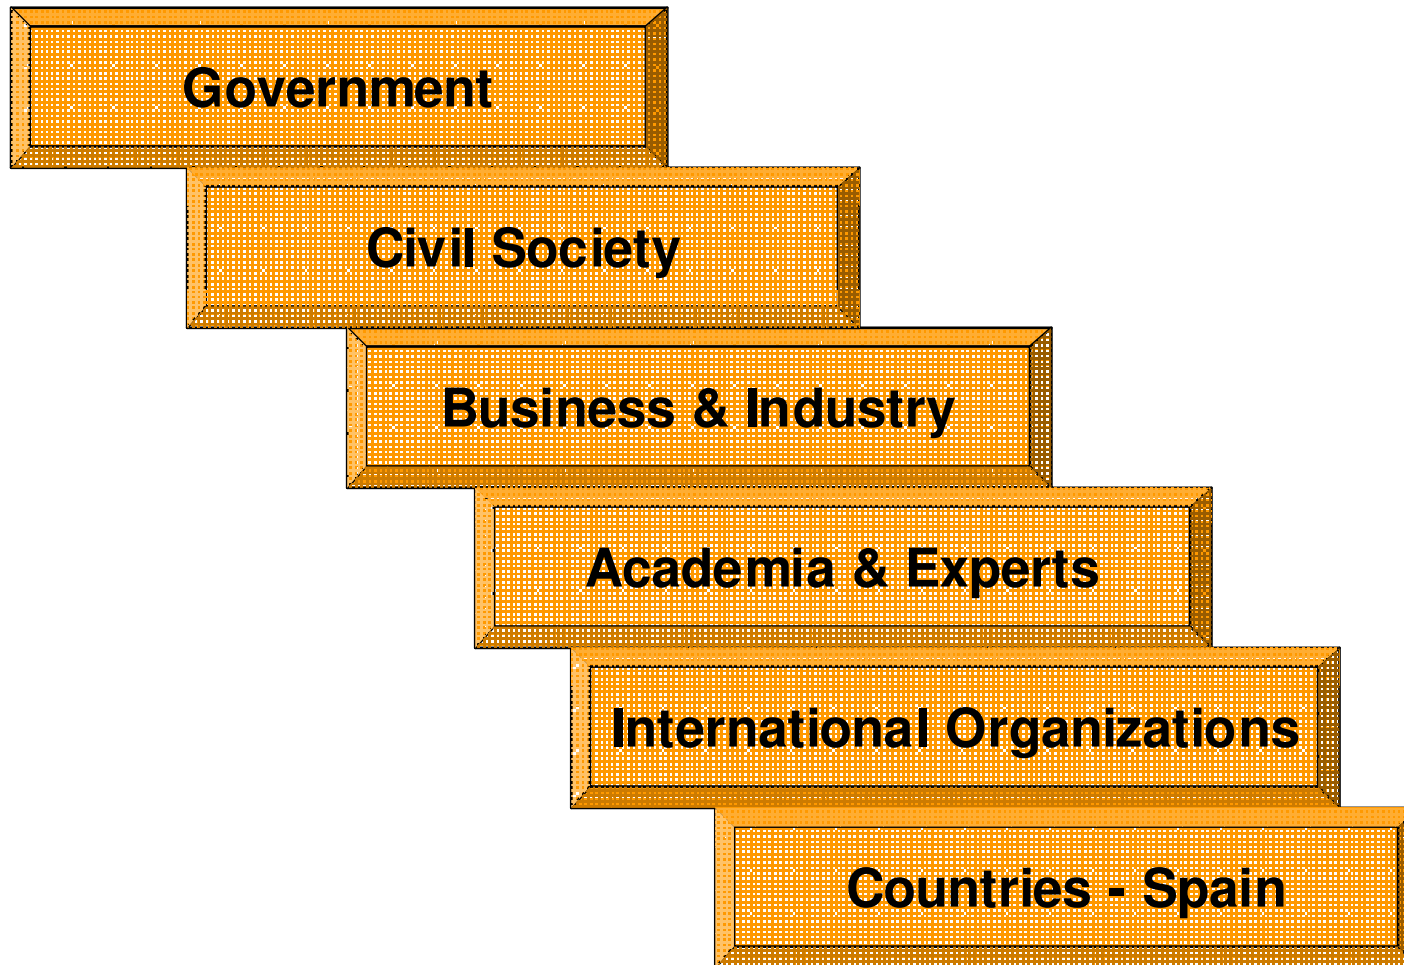 Government
Civil Society
Business & Industry
Academia & Experts
International Organizations
Countries - Spain